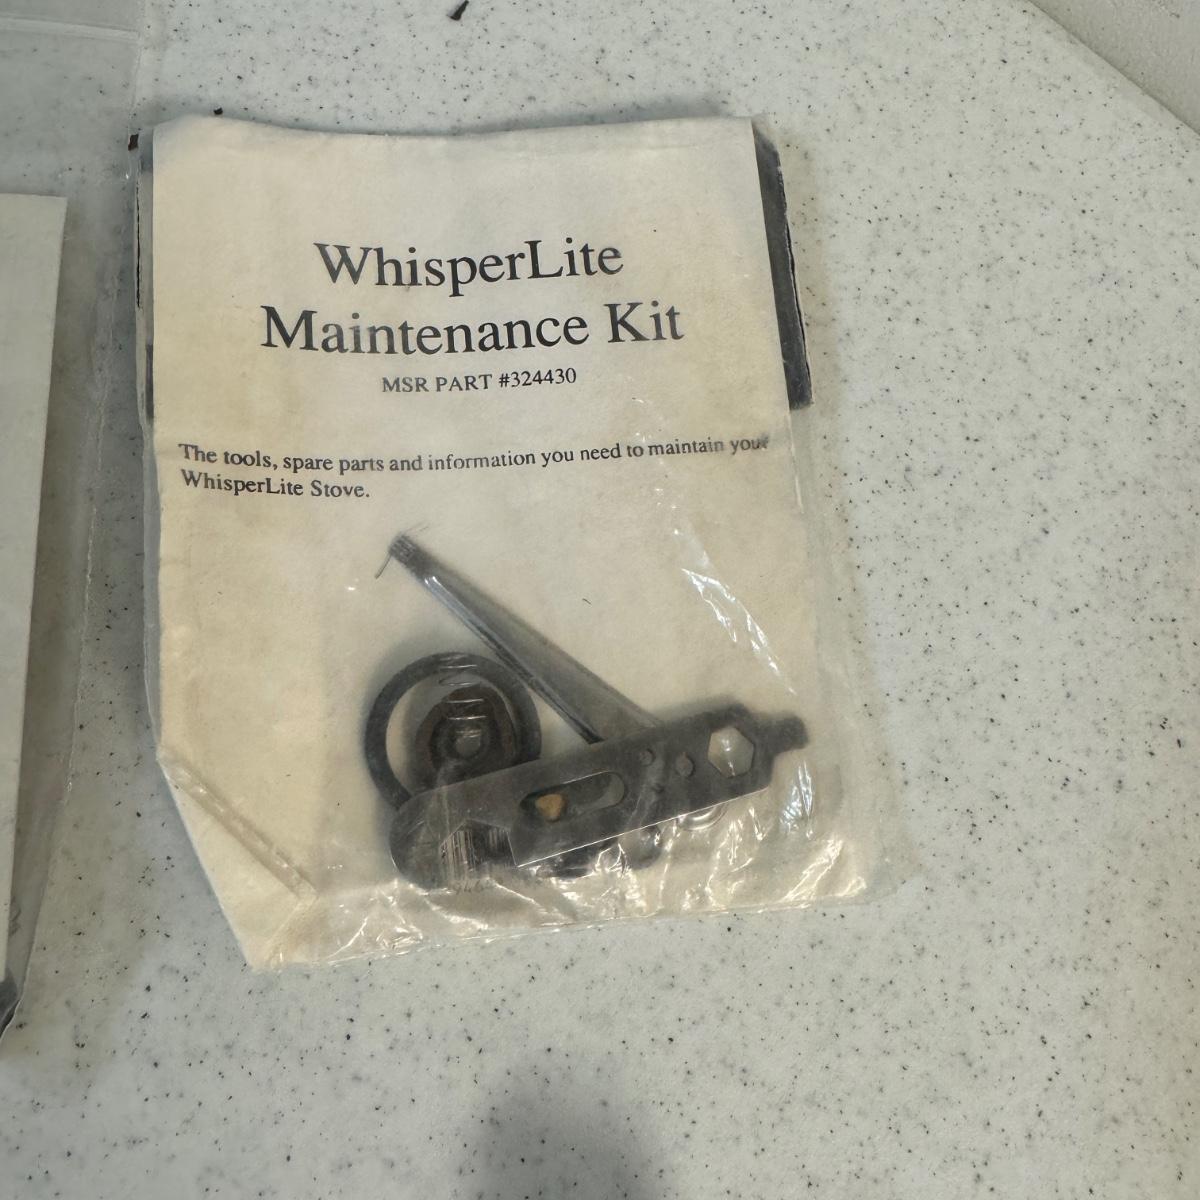 WhisperLite
Maintenance Kit
MSR PART #324430
The tools, spare parts and information you need to maintain your
WhisperLite Stove.